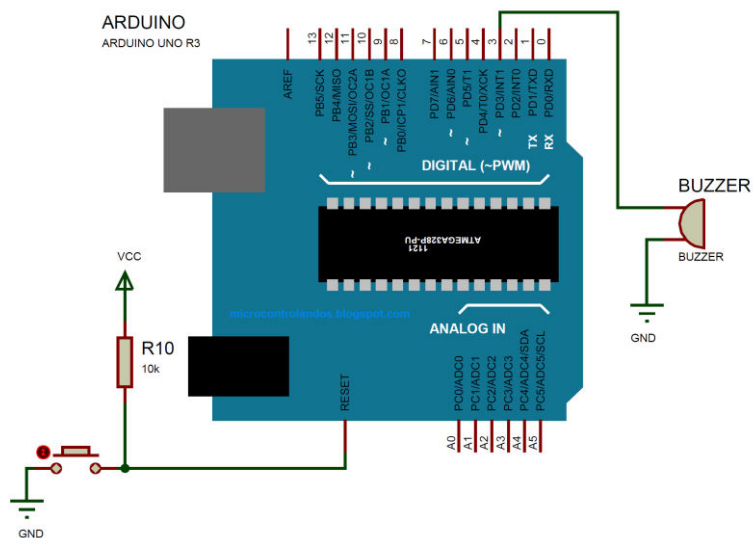 ARDUINO
ARDUINO UNO R3
AREF
13
12
11
10
9
8
7
6
5
4
3
2
1
0
PB5/SCK
PB4/MISO
~ PB3/MOSI/OC2A
~ PB2/SS/OC1B
~ PB1/OC1A
PB0/ICP1/CLKO
PD7/AIN1
~ PD6/AIN0
~ PD5/T1
PD4/T0/XCK
~ PD3/INT1
PD2/INT0
TX PD1/TXD
RX PD0/RXD
DIGITAL (~PWM)
BUZZER
BUZZER
GND
1121
ATMEGA328P-PU
VCC
microcontrolandos.blogspot.com
ANALOG IN
R10
10k
RESET
PC0/ADC0
PC1/ADC1
PC2/ADC2
PC3/ADC3
PC4/ADC4/SDA
PC5/ADC5/SCL
A0
A1
A2
A3
A4
A5
GND